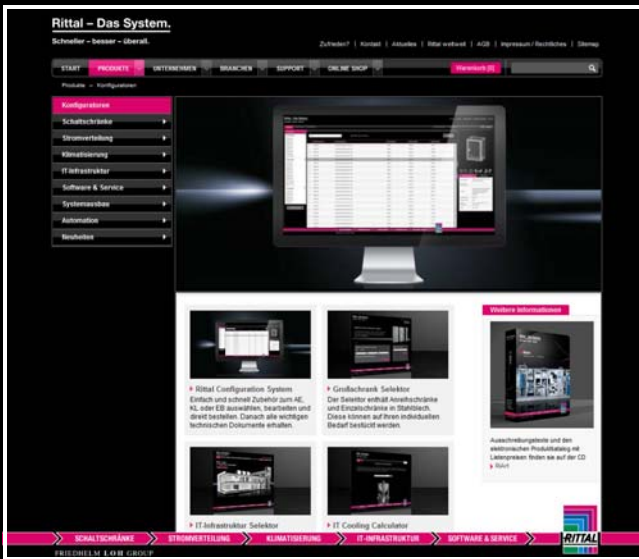 Rittal – Das System.
Schneller – besser – überall.
Zufrieden? | Kontakt | Aktuelles | Rittal weltweit | AGB | Impressum / Rechtliches | Sitemap
START PRODUKTE UNTERNEHMEN BRANCHEN SUPPORT ONLINE SHOP Warenkorb [0]
Produkte – Konfiguratoren
Konfiguratoren
Schaltschränke
Stromverteilung
Klimatisierung
IT-Infrastruktur
Software & Service
Systemausbau
Automation
Neuheiten
Rittal Configuration System
Einfach und schnell Zubehör zum AE,
KL oder EB auswählen, bearbeiten und
direkt bestellen. Danach alle wichtigen
technischen Dokumente erhalten.
Großschrank Selektor
Der Selektor enthält Anreihschränke
und Einzelschränke in Stahlblech.
Diese können auf Ihren individuellen
Bedarf bestückt werden.
IT-Infrastruktur Selektor
IT Cooling Calculator
Weitere Informationen
Ausschreibungstexte und den
elektronischen Produktkatalog mit
Listenpreisen finden sie auf der CD
RiArt
SCHALTSCHRÄNKE STROMVERTEILUNG KLIMATISIERUNG IT-INFRASTRUKTUR SOFTWARE & SERVICE
RITTAL
FRIEDHELM LOH GROUP